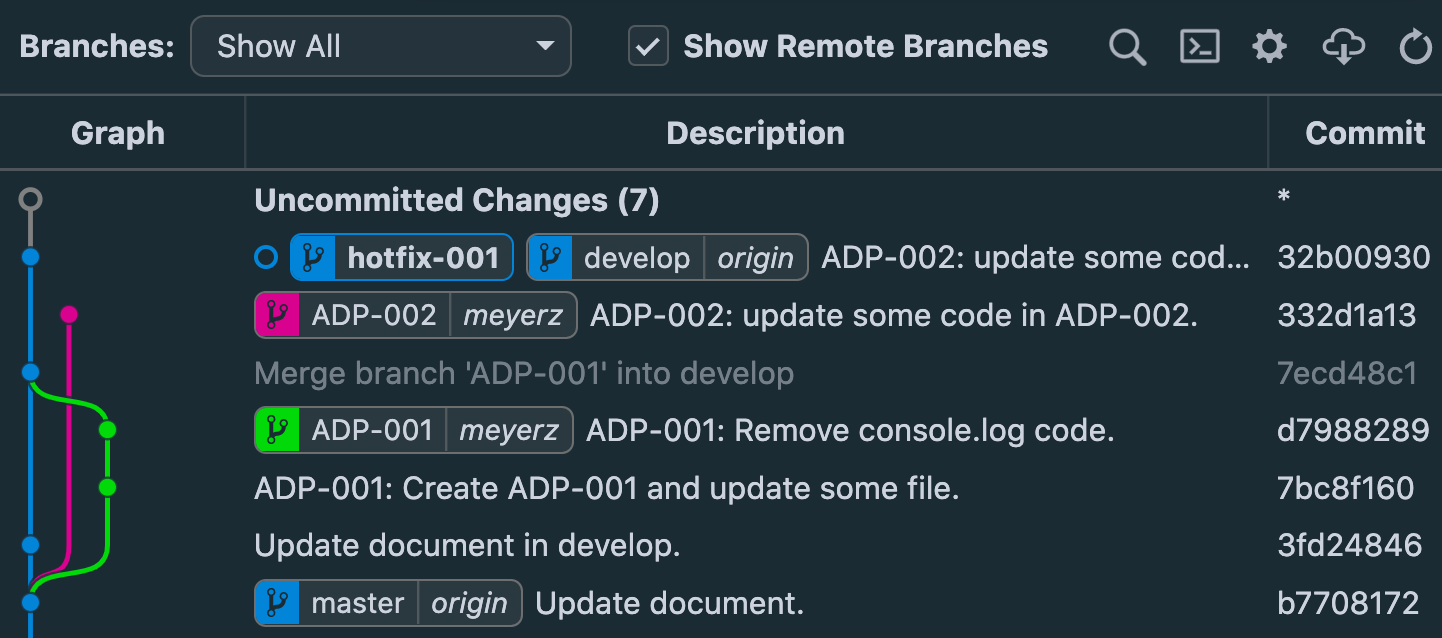 Branches: Show All Show Remote Branches
Graph Description Commit
Uncommitted Changes (7) *
hotfix-001 develop origin ADP-002: update some cod... 32b00930
ADP-002 meyerz ADP-002: update some code in ADP-002. 332d1a13
Merge branch 'ADP-001' into develop 7ecd48c1
ADP-001 meyerz ADP-001: Remove console.log code. d7988289
ADP-001: Create ADP-001 and update some file. 7bc8f160
Update document in develop. 3fd24846
master origin Update document. b7708172